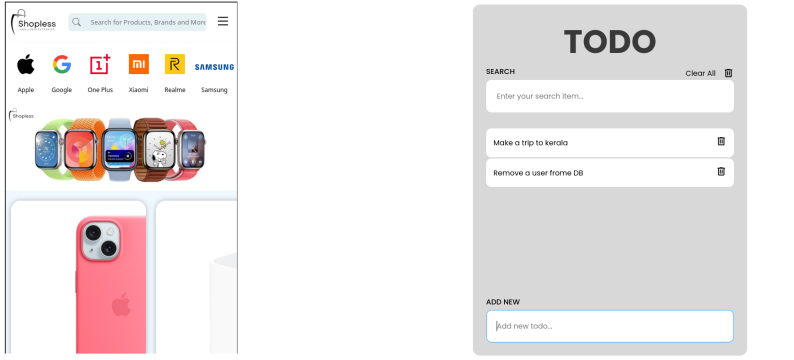 Shopless
Search for Products, Brands and More
SAMSUNG
Apple
Google
One Plus
Xiaomi
Realme
Samsung
Shopless
TODO
SEARCH
Clear All
Enter your search item...
Make a trip to kerala
Remove a user frome DB
ADD NEW
Add new todo...